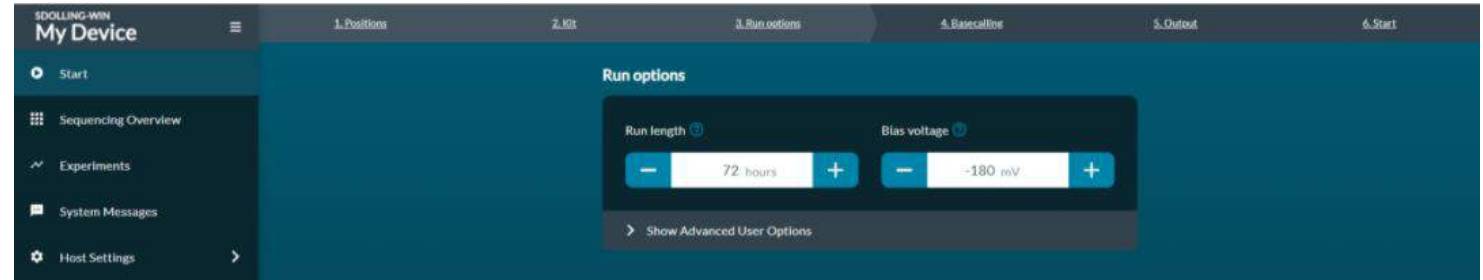 SDOLLING-WIN
My Device
1. Positions
2. Kit
3. Run options
4. Basecalling
5. Output
6. Start
Start
Sequencing Overview
Experiments
System Messages
Host Settings
Run options
Run length
Bias voltage
72 hours
-180 mV
Show Advanced User Options